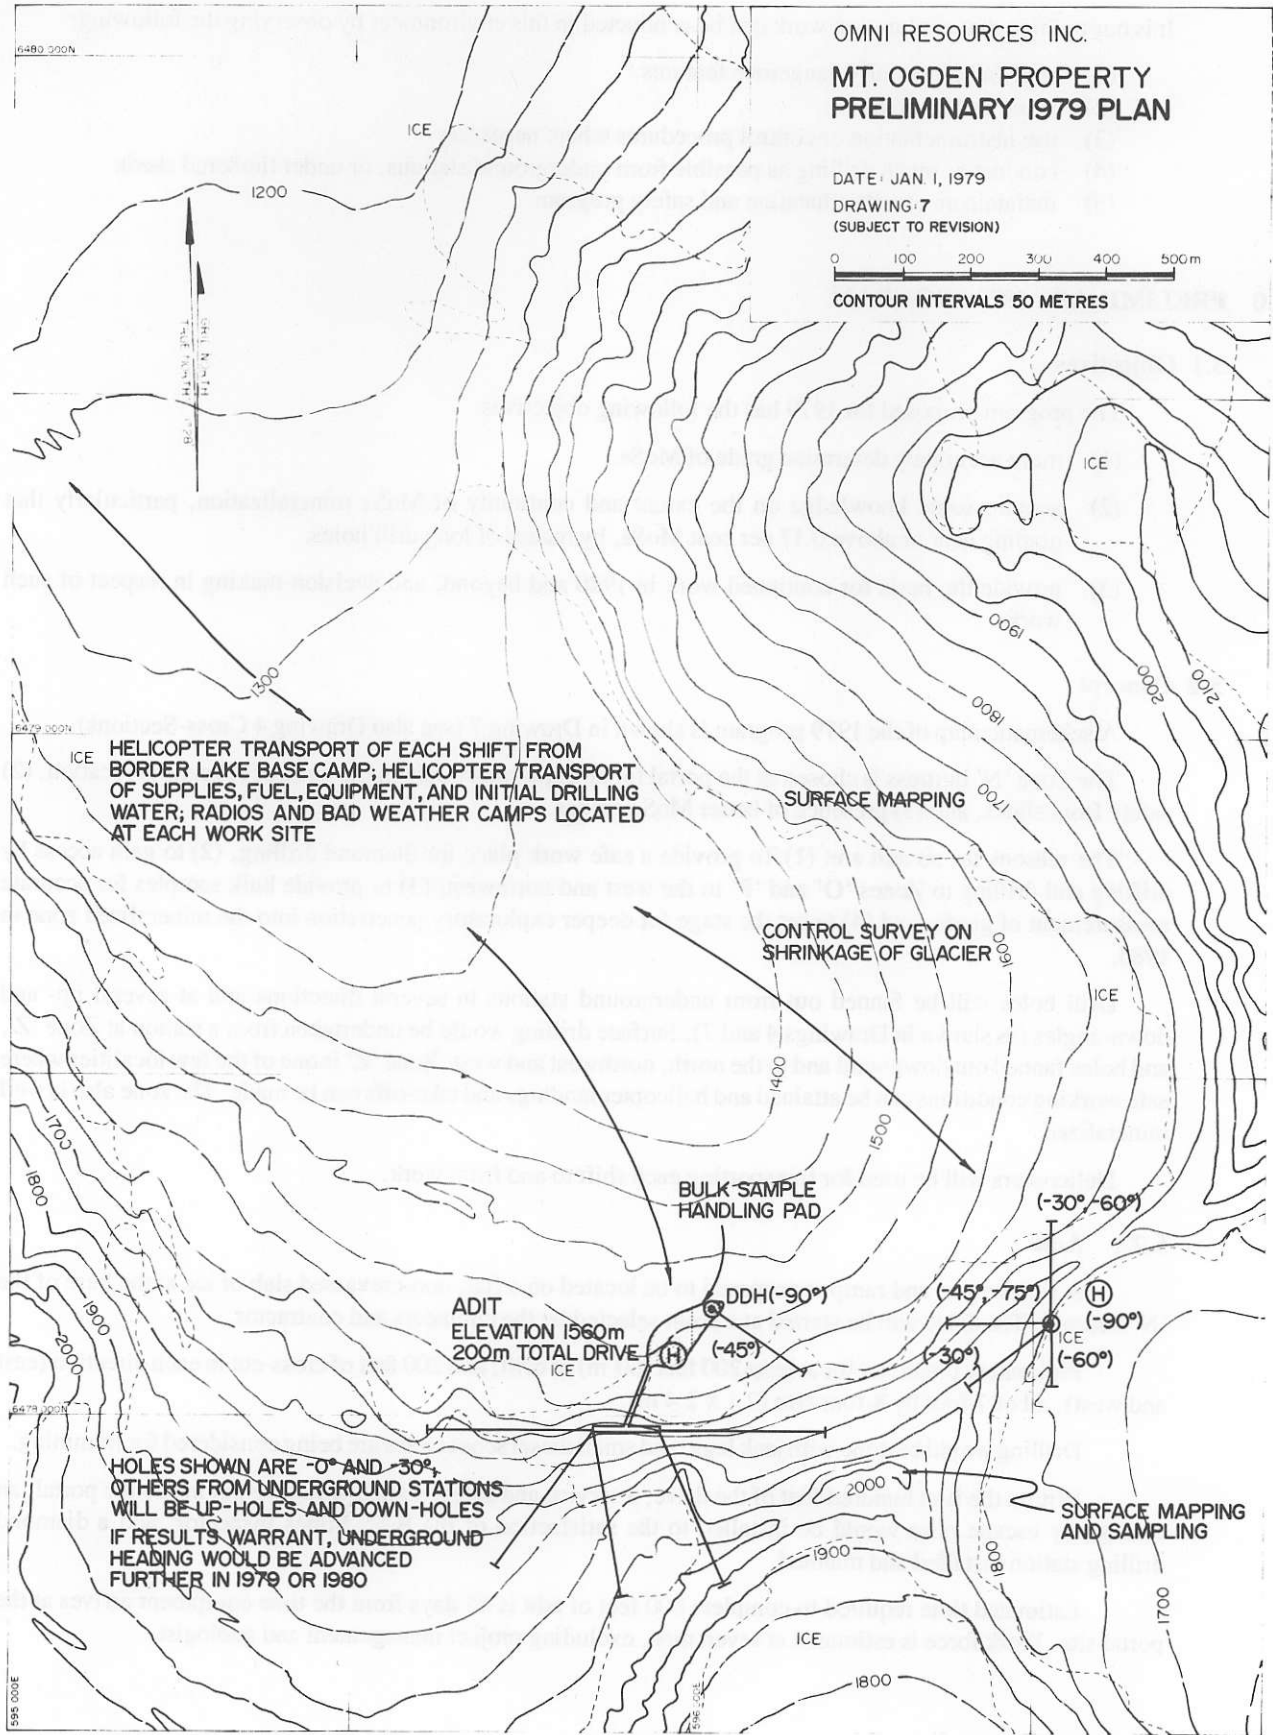 OMNI RESOURCES INC.
MT. OGDEN PROPERTY
PRELIMINARY 1979 PLAN
DATE: JAN. 1, 1979
DRAWING: 7
(SUBJECT TO REVISION)
0 100 200 300 400 500m
CONTOUR INTERVALS 50 METRES
6480 000N
ICE
1200
ICE
1900
2000
2100
1800
1300
6479 000N
ICE
HELICOPTER TRANSPORT OF EACH SHIFT FROM
BORDER LAKE BASE CAMP; HELICOPTER TRANSPORT
OF SUPPLIES, FUEL, EQUIPMENT, AND INITIAL DRILLING
WATER; RADIOS AND BAD WEATHER CAMPS LOCATED
AT EACH WORK SITE
1700
SURFACE MAPPING
CONTROL SURVEY ON
SHRINKAGE OF GLACIER
1600
ICE
1400
1500
1700
1800
1900
2000
BULK SAMPLE
HANDLING PAD
(-30°,-60°)
DDH(-90°)
(-45°,-75°)
H
(-90°)
ADIT
ELEVATION 1560m
200m TOTAL DRIVE
H
(-45°)
ICE
(-30°)
ICE
(-60°)
6478 000N
HOLES SHOWN ARE -0° AND -30°,
OTHERS FROM UNDERGROUND STATIONS
WILL BE UP-HOLES AND DOWN-HOLES
IF RESULTS WARRANT, UNDERGROUND
HEADING WOULD BE ADVANCED
FURTHER IN 1979 OR 1980
2000
1900
SURFACE MAPPING
AND SAMPLING
1800
1700
ICE
1800
595 000E